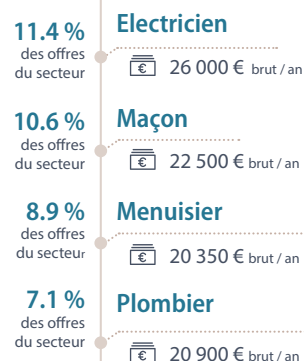 11.4 %
des offres
du secteur
Electricien
€ 26 000 € brut / an
10.6 %
des offres
du secteur
Maçon
€ 22 500 € brut / an
8.9 %
des offres
du secteur
Menuisier
€ 20 350 € brut / an
7.1 %
des offres
du secteur
Plombier
€ 20 900 € brut / an